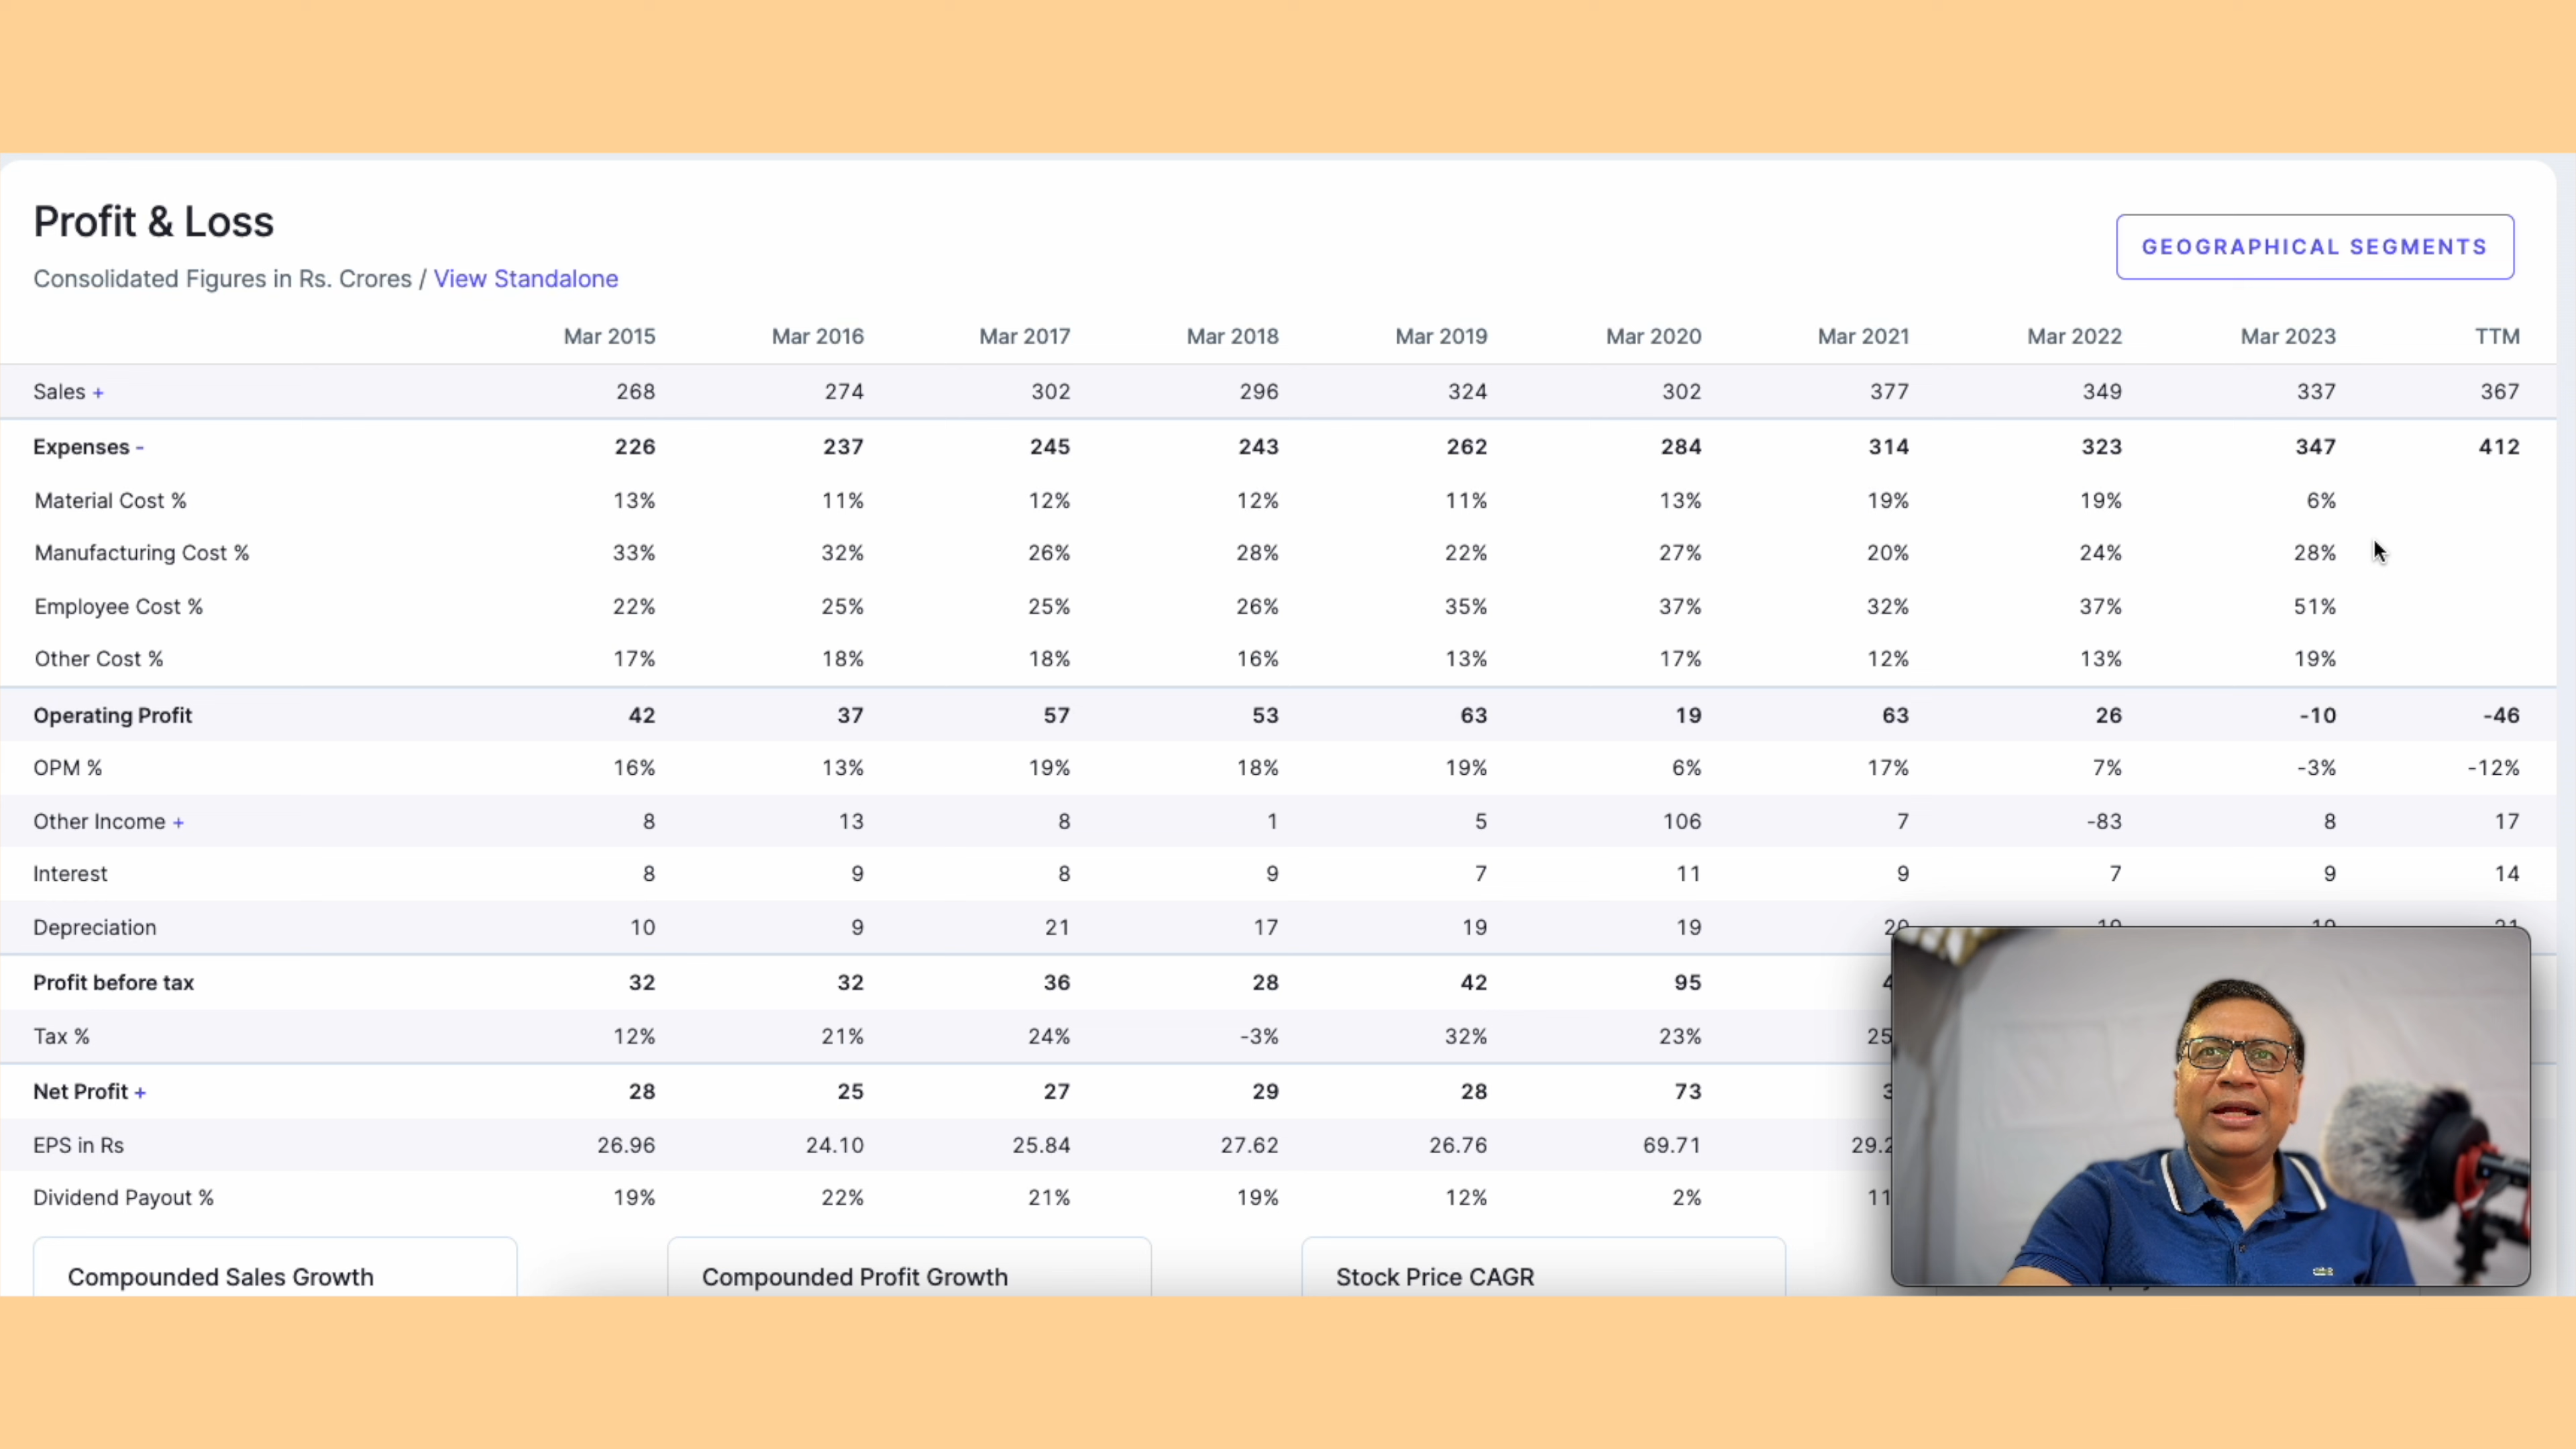 Profit & Loss
GEOGRAPHICAL SEGMENTS
Consolidated Figures in Rs. Crores / View Standalone
Mar 2015 Mar 2016 Mar 2017 Mar 2018 Mar 2019 Mar 2020 Mar 2021 Mar 2022 Mar 2023 TTM
Sales + 268 274 302 296 324 302 377 349 337 367
Expenses - 226 237 245 243 262 284 314 323 347 412
Material Cost % 13% 11% 12% 12% 11% 13% 19% 19% 6%
Manufacturing Cost % 33% 32% 26% 28% 22% 27% 20% 24% 28%
Employee Cost % 22% 25% 25% 26% 35% 37% 32% 37% 51%
Other Cost % 17% 18% 18% 16% 13% 17% 12% 13% 19%
Operating Profit 42 37 57 53 63 19 63 26 -10 -46
OPM % 16% 13% 19% 18% 19% 6% 17% 7% -3% -12%
Other Income + 8 13 8 1 5 106 7 -83 8 17
Interest 8 9 8 9 7 11 9 7 9 14
Depreciation 10 9 21 17 19 19 20
Profit before tax 32 32 36 28 42 95
Tax % 12% 21% 24% -3% 32% 23% 25
Net Profit + 28 25 27 29 28 73
EPS in Rs 26.96 24.10 25.84 27.62 26.76 69.71 29.2
Dividend Payout % 19% 22% 21% 19% 12% 2% 11
Compounded Sales Growth Compounded Profit Growth Stock Price CAGR